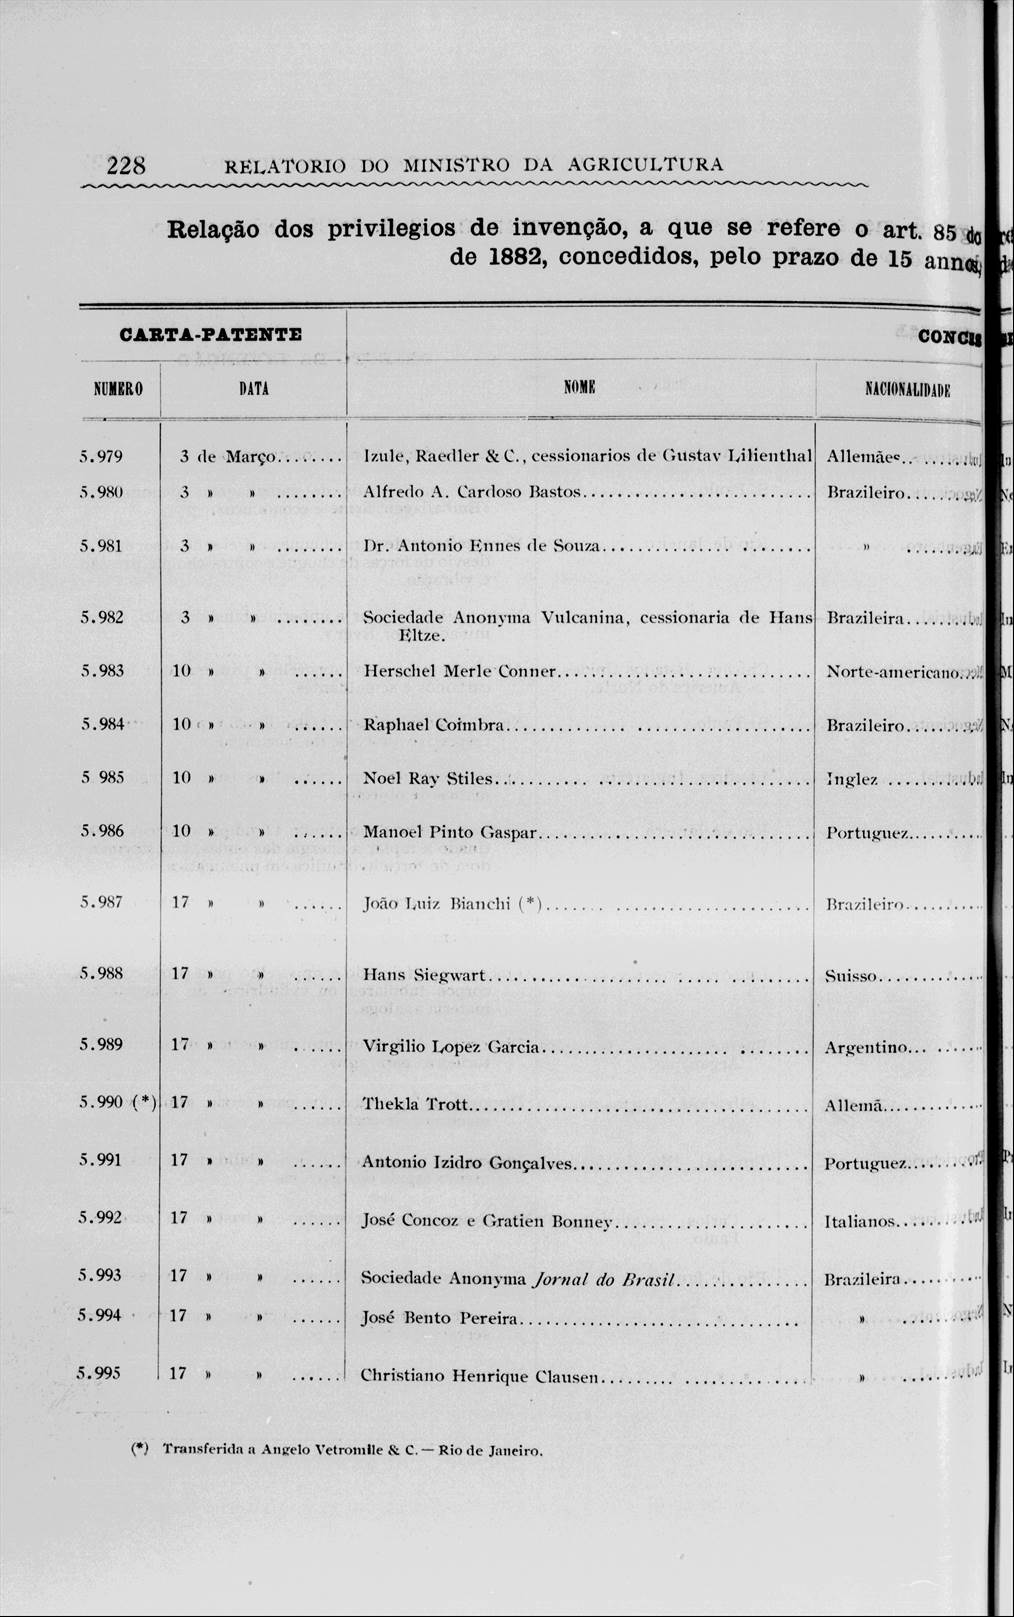 228 RELATORIO DO MINISTRO DA AGRICULTURA
Relação dos privilegios de invenção, a que se refere o art. 85 do
de 1882, concedidos, pelo prazo de 15 annos,
CARTA-PATENTE
NUMERO DATA NOME NACIONALIDADE
5.979 3 de Março........ Izule, Raedler & C., cessionarios de Gustav Lilienthal Allemães........
5.980 3 » » ........ Alfredo A. Cardoso Bastos.......................... Brazileiro.........
5.981 3 » » ........ Dr. Antonio Ennes de Souza....................... » .........
5.982 3 » » ........ Sociedade Anonyma Vulcanina, cessionaria de Hans Brazileira.........
Eltze.
5.983 10 » » ...... Herschel Merle Conner............................. Norte-americano...
5.984 10 » » ...... Raphael Coimbra.................................. Brazileiro.........
5 985 10 » » ...... Noel Ray Stiles................................... Inglez .........
5.986 10 » » ...... Manoel Pinto Gaspar............................... Portuguez..........
5.987 17 » » ...... João Luiz Bianchi (*)............................. Brazileiro..........
5.988 17 » » ...... Hans Siegwart.................................... Suisso.............
5.989 17 » » ...... Virgilio Lopez Garcia.............................. Argentino..........
5.990 (*) 17 » » ...... Thekla Trott....................................... Allemã.............
5.991 17 » » ...... Antonio Izidro Gonçalves........................... Portuguez.........
5.992 17 » » ...... José Concoz e Gratien Bonney....................... Italianos.........
5.993 17 » » ...... Sociedade Anonyma Jornal do Brasil............... Brazileira..........
5.994 17 » » ...... José Bento Pereira................................ » .........
5.995 17 » » ...... Christiano Henrique Clausen........................ » .........
(*) Transferida a Angelo Vetromile & C. — Rio de Janeiro.